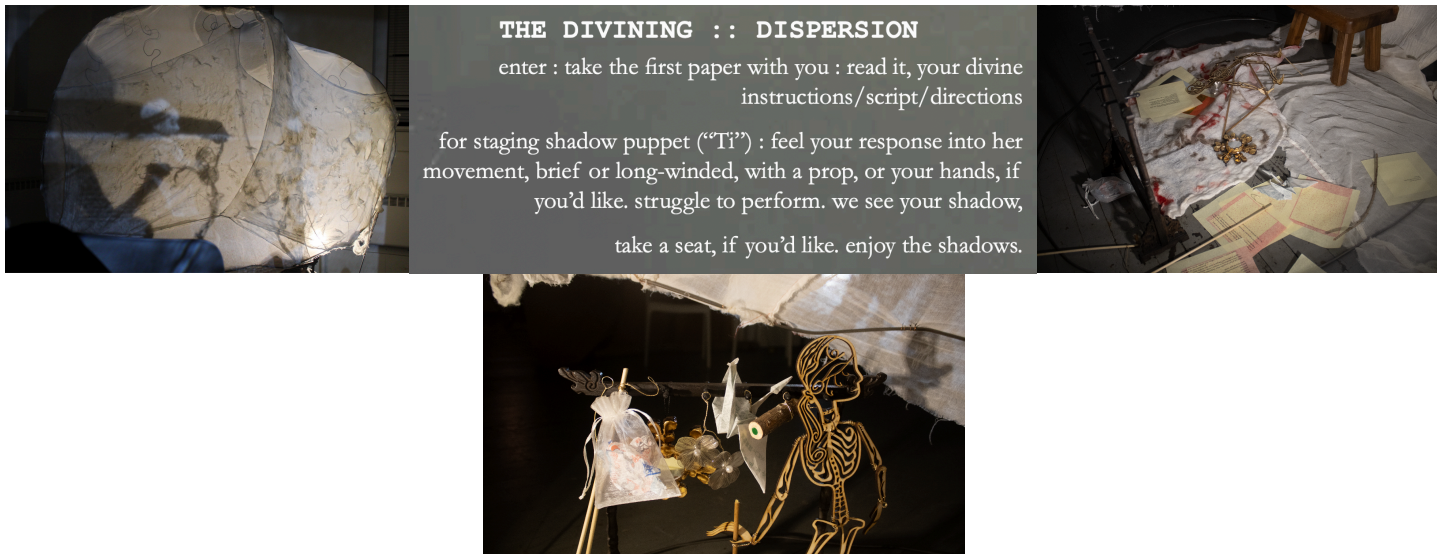 THE DIVINING :: DISPERSION
enter : take the first paper with you : read it, your divine
instructions/script/directions
for staging shadow puppet (“Ti”) : feel your response into her
movement, brief or long-winded, with a prop, or your hands, if
you’d like. struggle to perform. we see your shadow,
take a seat, if you’d like. enjoy the shadows.